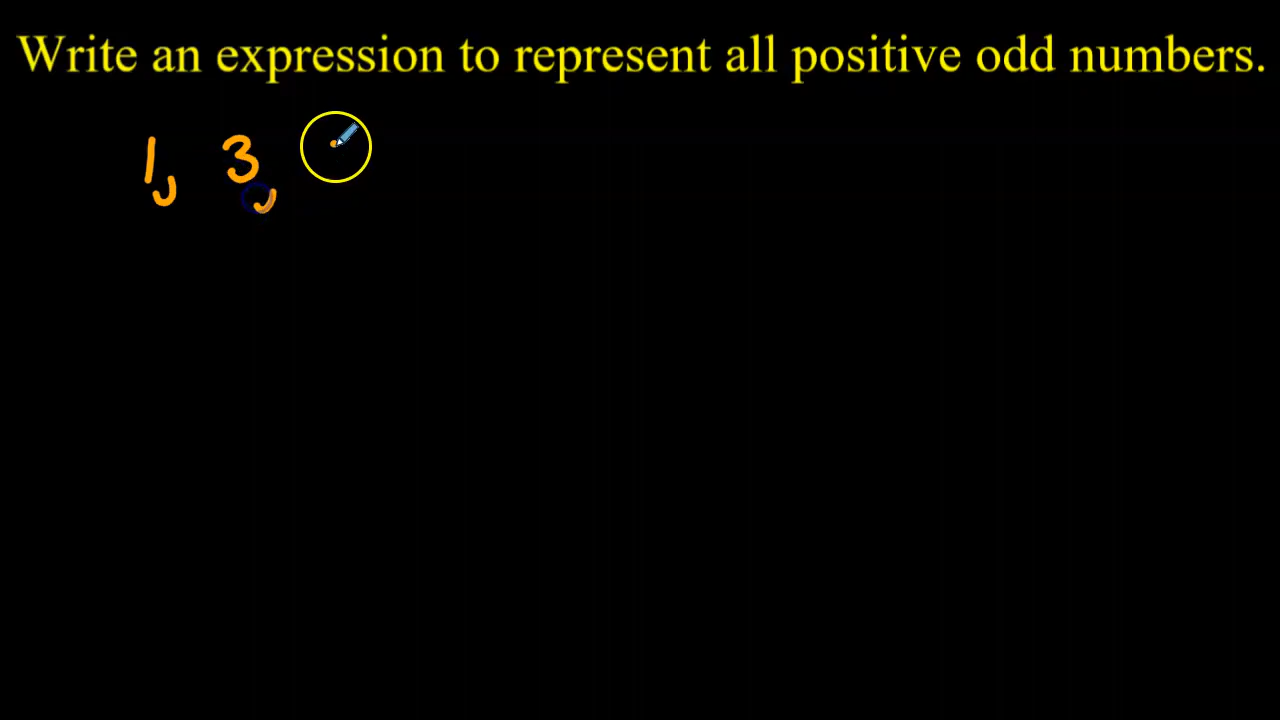 Write an expression to represent all positive odd numbers.
1, 3,